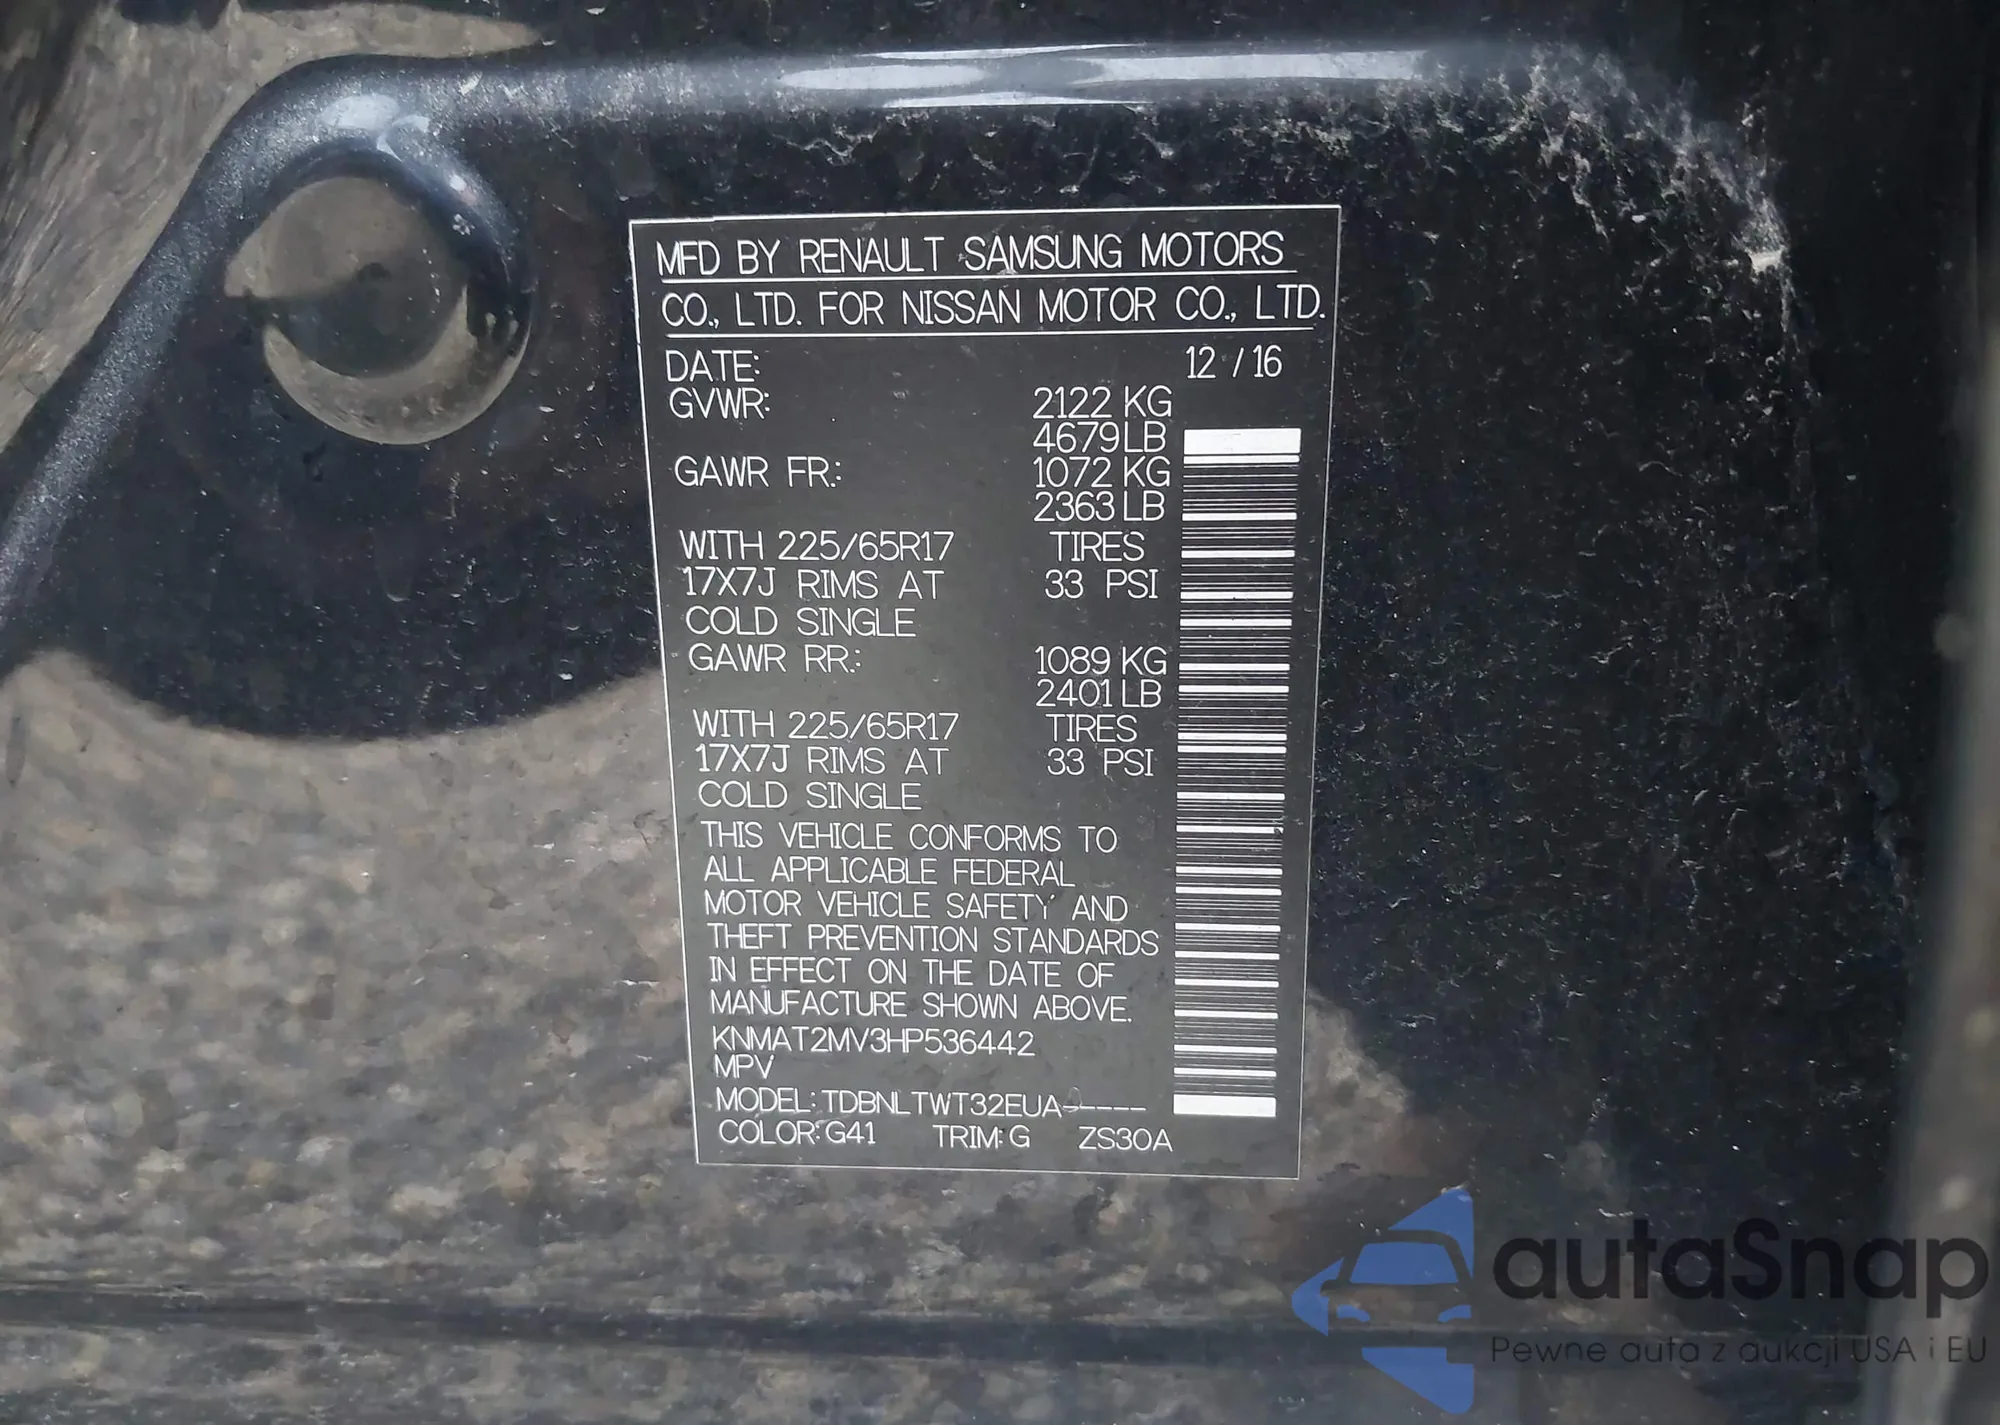 MFD BY RENAULT SAMSUNG MOTORS
CO., LTD. FOR NISSAN MOTOR CO., LTD.
DATE: 12 / 16
GVWR: 2122 KG
4679 LB
GAWR FR.: 1072 KG
2363 LB
WITH 225/65R17 TIRES
17X7J RIMS AT 33 PSI
COLD SINGLE
GAWR RR.: 1089 KG
2401 LB
WITH 225/65R17 TIRES
17X7J RIMS AT 33 PSI
COLD SINGLE
THIS VEHICLE CONFORMS TO
ALL APPLICABLE FEDERAL
MOTOR VEHICLE SAFETY AND
THEFT PREVENTION STANDARDS
IN EFFECT ON THE DATE OF
MANUFACTURE SHOWN ABOVE.
KNMAT2MV3HP536442
MPV
MODEL: TDBNLTWT32EUA-----
COLOR: G41 TRIM: G ZS30A
autaSnap
Pewne auta z aukcji USA i EU